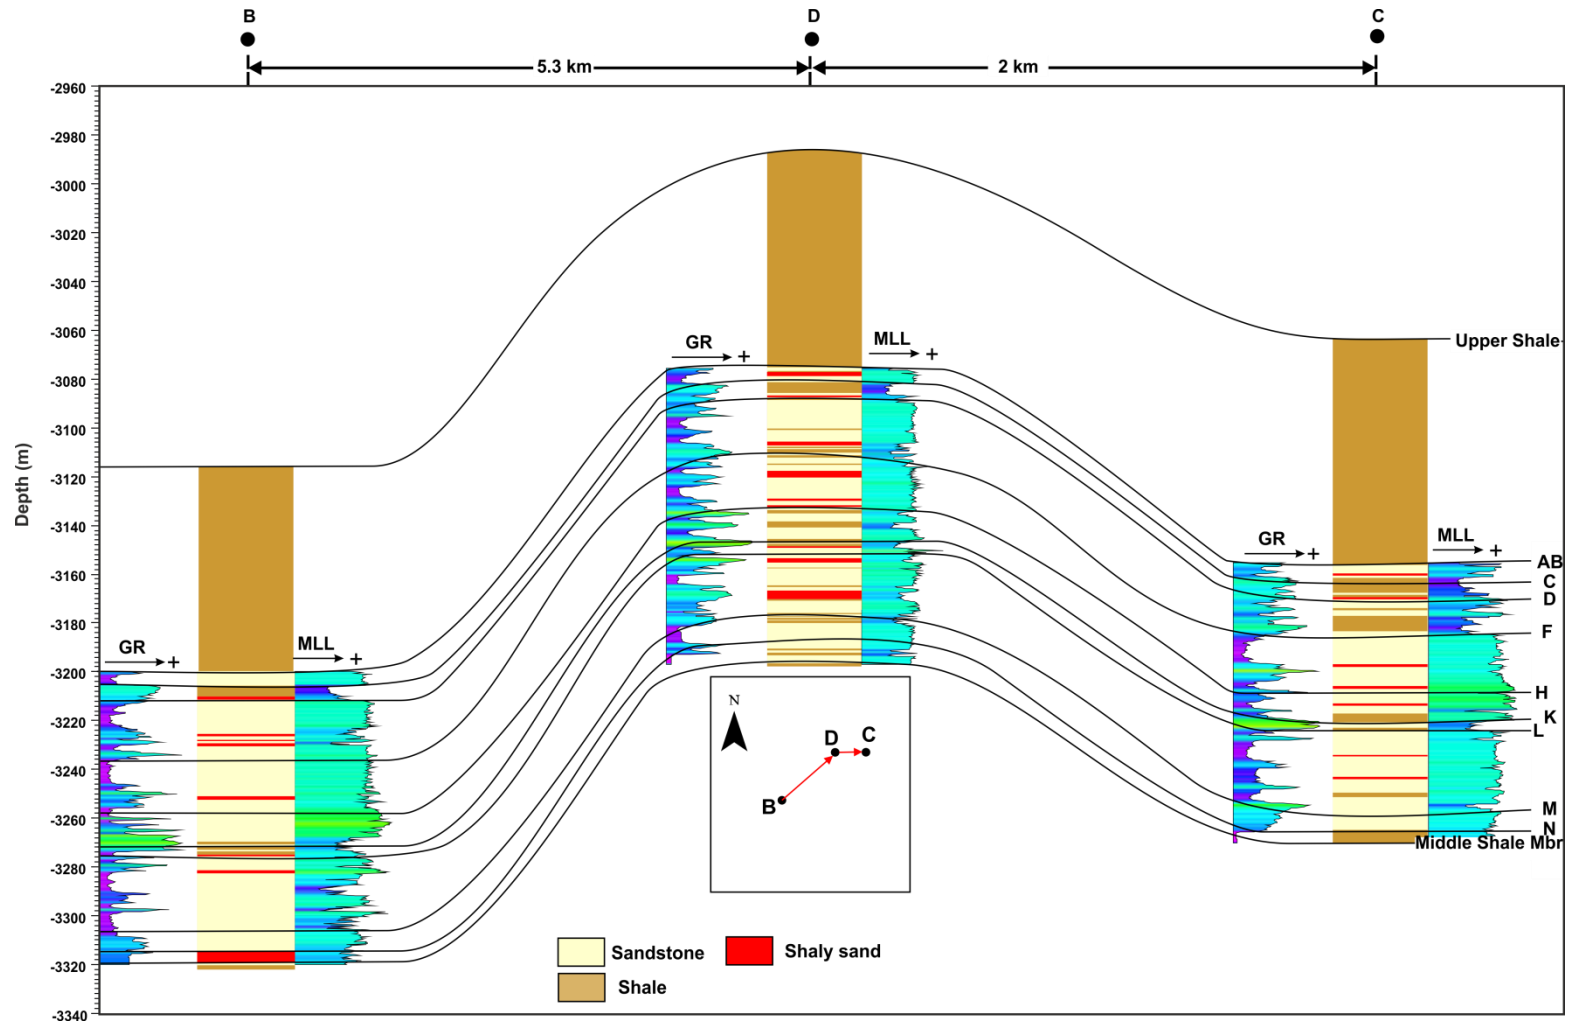 B D C
5.3 km 2 km
-2960
-2980
-3000
-3020
-3040
-3060
-3080
-3100
-3120
-3140
-3160
-3180
-3200
-3220
-3240
-3260
-3280
-3300
-3320
-3340
Depth (m)
GR +
MLL +
GR +
MLL +
GR +
MLL +
Upper Shale
AB
C
D
F
H
K
L
M
N
Middle Shale Mbr
N
D C
B
Sandstone
Shaly sand
Shale